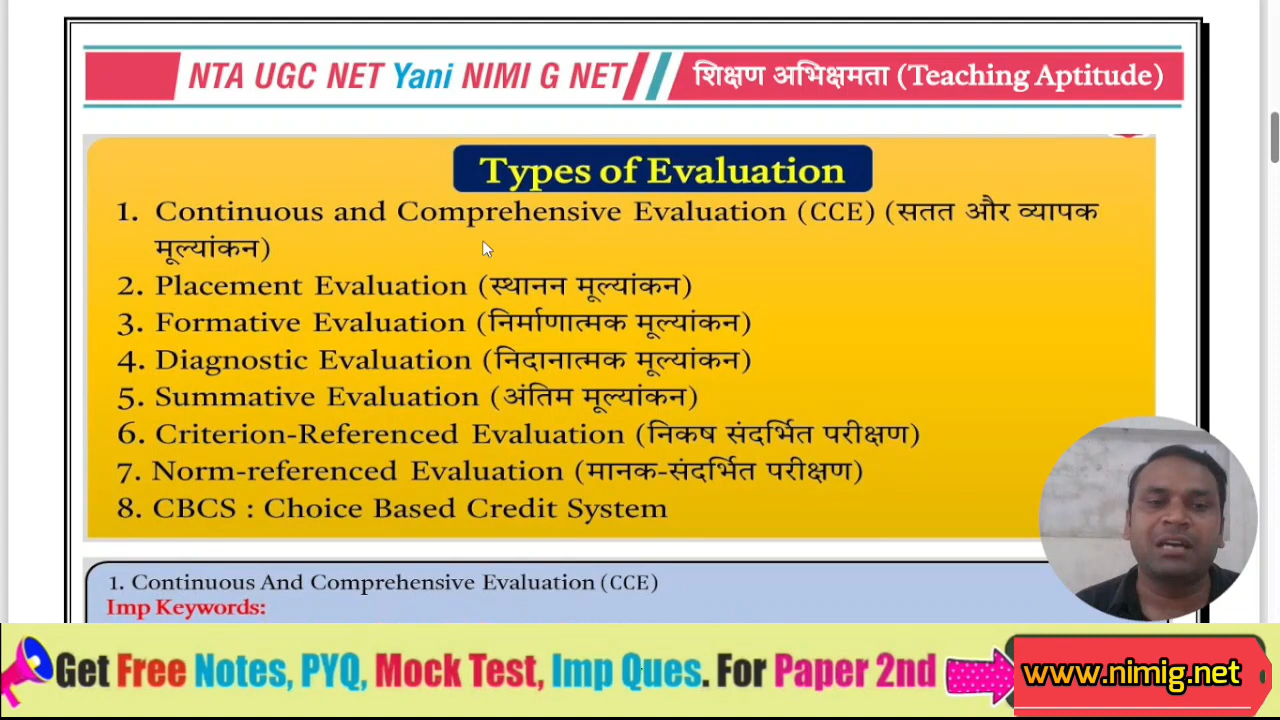 NTA UGC NET Yani NIMI G NET शिक्षण अभिक्षमता (Teaching Aptitude)
Types of Evaluation
1. Continuous and Comprehensive Evaluation (CCE) (सतत और व्यापक
मूल्यांकन)
2. Placement Evaluation (स्थानन मूल्यांकन)
3. Formative Evaluation (निर्माणात्मक मूल्यांकन)
4. Diagnostic Evaluation (निदानात्मक मूल्यांकन)
5. Summative Evaluation (अंतिम मूल्यांकन)
6. Criterion-Referenced Evaluation (निकष संदर्भित परीक्षण)
7. Norm-referenced Evaluation (मानक-संदर्भित परीक्षण)
8. CBCS : Choice Based Credit System
1. Continuous And Comprehensive Evaluation (CCE)
Imp Keywords:
Get Free Notes, PYQ, Mock Test, Imp Ques. For Paper 2nd www.nimig.net